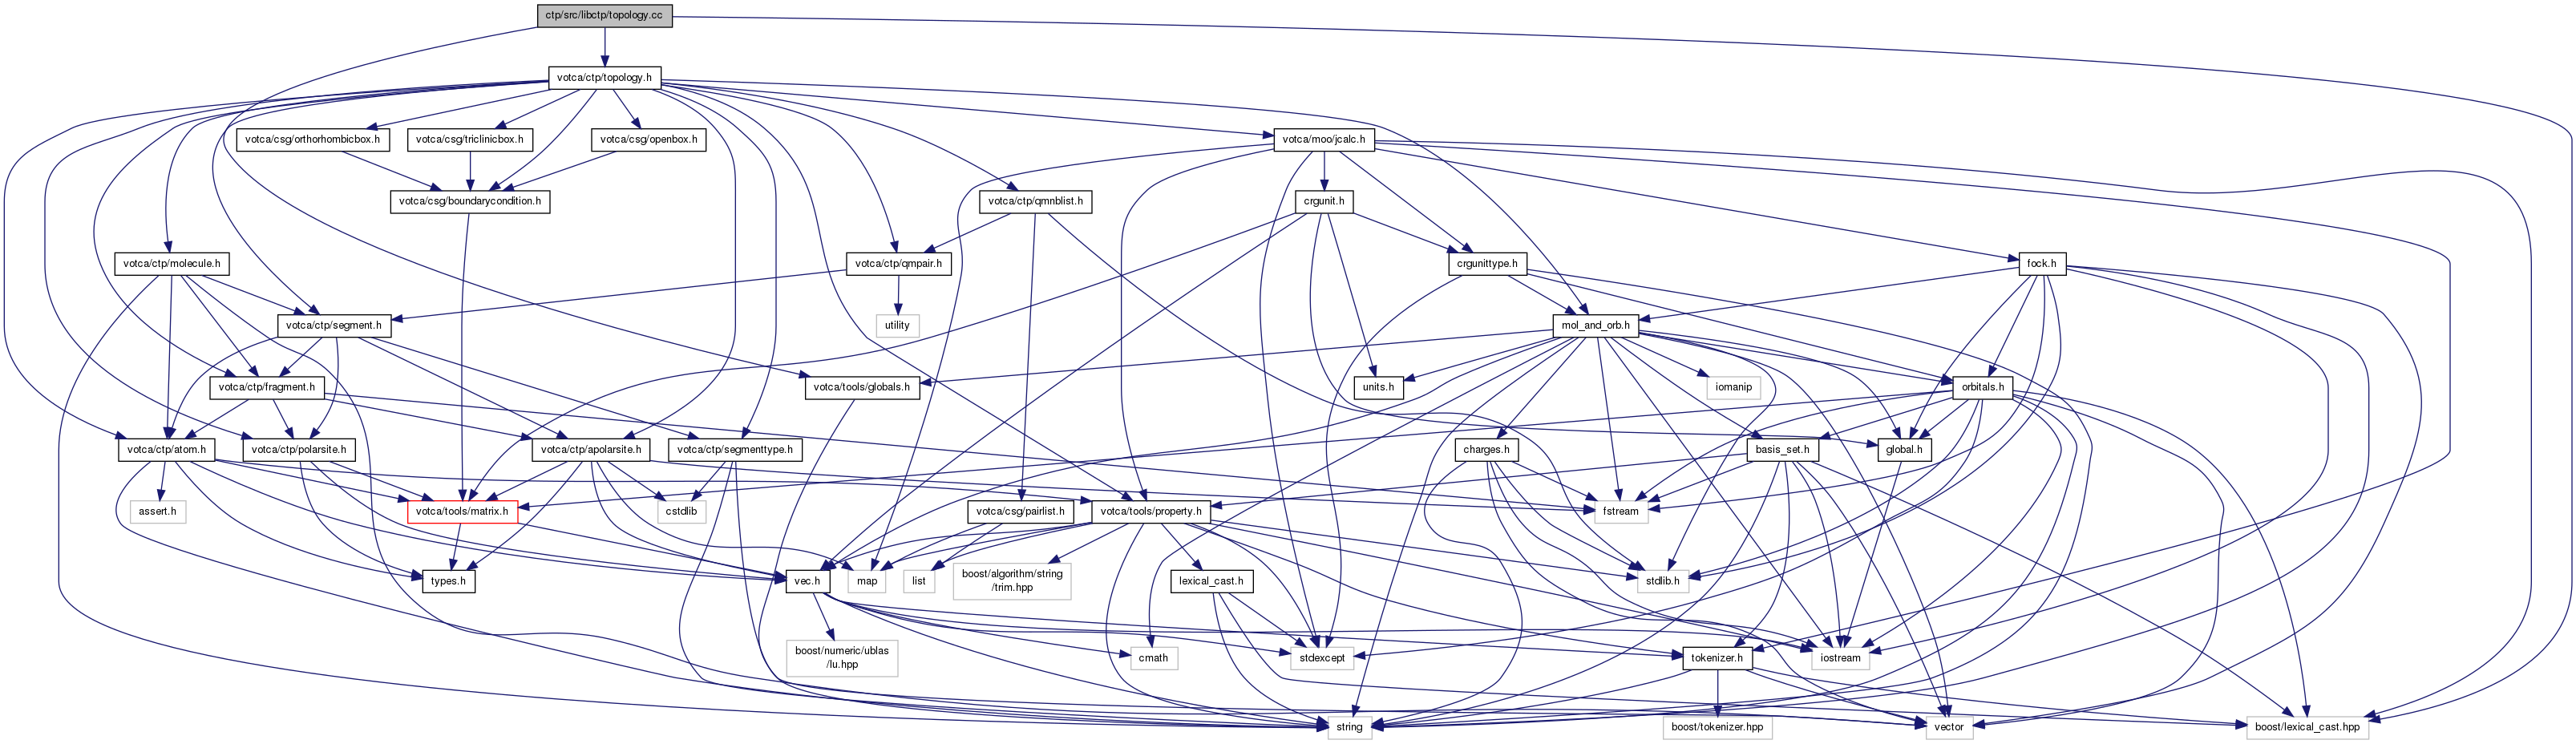 ctp/src/libctp/topology.cc
votca/ctp/topology.h
votca/csg/orthorhombicbox.h
votca/csg/triclinicbox.h
votca/csg/openbox.h
votca/moo/jcalc.h
votca/csg/boundarycondition.h
votca/ctp/qmnblist.h
crgunit.h
votca/ctp/molecule.h
votca/ctp/qmpair.h
crgunittype.h
fock.h
votca/ctp/segment.h
utility
mol_and_orb.h
votca/ctp/fragment.h
votca/tools/globals.h
units.h
iomanip
orbitals.h
votca/ctp/atom.h
votca/ctp/polarsite.h
votca/ctp/apolarsite.h
votca/ctp/segmenttype.h
charges.h
basis_set.h
global.h
assert.h
votca/tools/matrix.h
cstdlib
votca/csg/pairlist.h
votca/tools/property.h
fstream
types.h
vec.h
map
list
boost/algorithm/string
/trim.hpp
lexical_cast.h
stdlib.h
boost/numeric/ublas
/lu.hpp
cmath
stdexcept
tokenizer.h
iostream
string
boost/tokenizer.hpp
vector
boost/lexical_cast.hpp